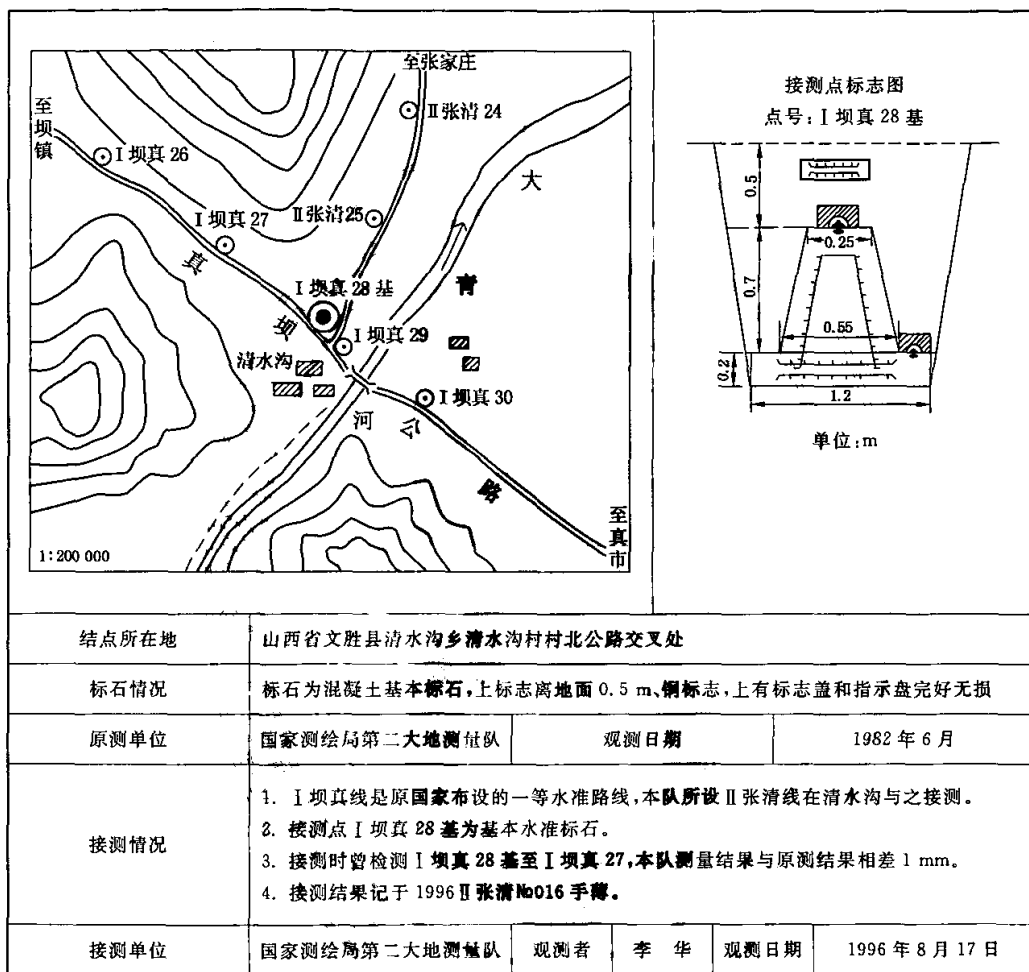 至张家庄
Ⅱ张清 24
至坝镇
Ⅰ坝真 26
大
Ⅰ坝真 27
Ⅱ张清25
真
青
Ⅰ坝真 28 基
坝
Ⅰ坝真 29
清水沟
Ⅰ坝真 30
河
公
路
至真市
1:200 000
接测点标志图
点号:Ⅰ坝真 28 基
0.5
0.25
0.7
0.55
0.2
1.2
单位:m
结点所在地 山西省文胜县清水沟乡清水沟村村北公路交叉处
标石情况 标石为混凝土基本标石,上标志离地面 0.5 m、铜标志,上有标志盖和指示盘完好无损
原测单位 国家测绘局第二大地测量队 观测日期 1982 年 6 月
接测情况
1. Ⅰ坝真线是原国家布设的一等水准路线,本队所设Ⅱ张清线在清水沟与之接测。
2. 接测点Ⅰ坝真 28 基为基本水准标石。
3. 接测时曾检测Ⅰ坝真 28 基至Ⅰ坝真 27,本队测量结果与原测结果相差 1 mm。
4. 接测结果记于 1996 Ⅱ张清№016 手薄。
接测单位 国家测绘局第二大地测量队 观测者 李 华 观测日期 1996 年 8 月 17 日